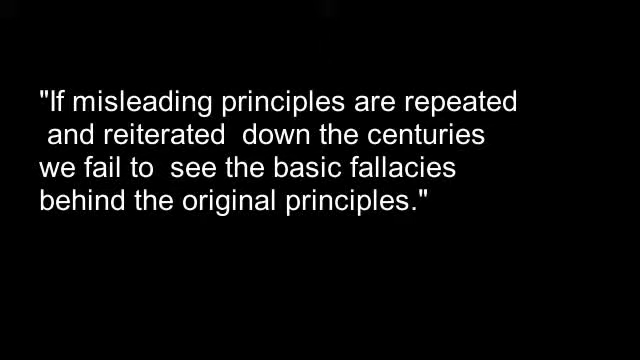 "If misleading principles are repeated
and reiterated  down the centuries
we fail to  see the basic fallacies
behind the original principles."